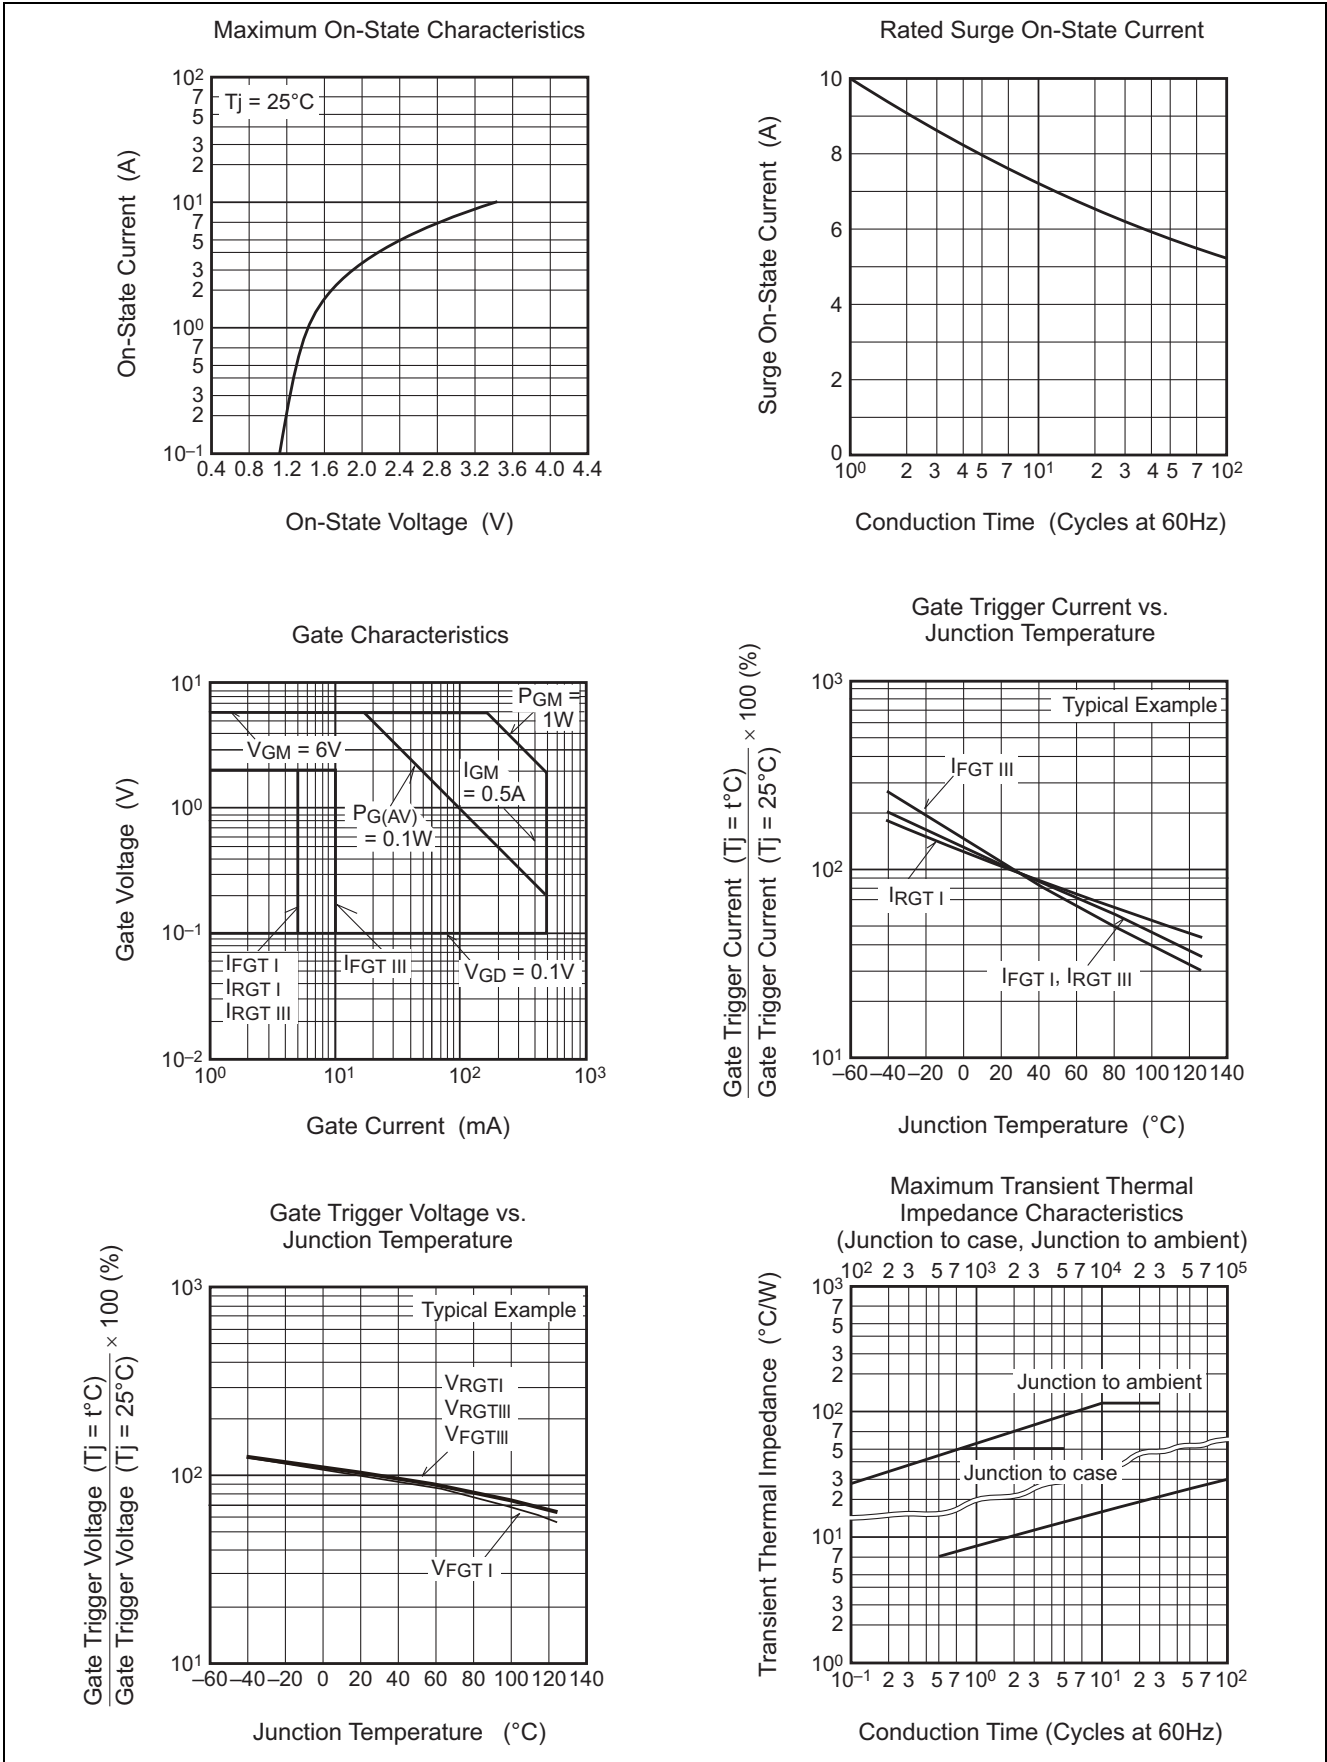 Maximum On-State Characteristics
On-State Current (A)
10²
7
5
3
2
10¹
7
5
3
2
10⁰
7
5
3
2
10–1
Tj = 25°C
0.4 0.8 1.2 1.6 2.0 2.4 2.8 3.2 3.6 4.0 4.4
On-State Voltage (V)
Rated Surge On-State Current
Surge On-State Current (A)
10
8
6
4
2
0
10⁰ 2 3 4 5 7 10¹ 2 3 4 5 7 10²
Conduction Time (Cycles at 60Hz)
Gate Characteristics
Gate Voltage (V)
10¹
10⁰
10–1
10–2
PGM =
1W
VGM = 6V
IGM
= 0.5A
PG(AV)
= 0.1W
IFGT I
IRGT I
IRGT III
IFGT III
VGD = 0.1V
10⁰ 10¹ 10² 10³
Gate Current (mA)
Gate Trigger Current vs.
Junction Temperature
Gate Trigger Current (Tj = t°C)
Gate Trigger Current (Tj = 25°C)
× 100 (%)
10³
10²
10¹
Typical Example
IFGT III
IRGT I
IFGT I, IRGT III
–60 –40 –20 0 20 40 60 80 100 120 140
Junction Temperature (°C)
Gate Trigger Voltage vs.
Junction Temperature
Gate Trigger Voltage (Tj = t°C)
Gate Trigger Voltage (Tj = 25°C)
× 100 (%)
10³
10²
10¹
Typical Example
VRGTI
VRGTIII
VFGTIII
VFGT I
–60 –40 –20 0 20 40 60 80 100 120 140
Junction Temperature (°C)
Maximum Transient Thermal
Impedance Characteristics
(Junction to case, Junction to ambient)
10² 2 3 5 7 10³ 2 3 5 7 10⁴ 2 3 5 7 10⁵
Transient Thermal Impedance (°C/W)
10³
7
5
3
2
10²
7
5
3
2
10¹
7
5
3
2
10⁰
Junction to ambient
Junction to case
10–1 2 3 5 7 10⁰ 2 3 5 7 10¹ 2 3 5 7 10²
Conduction Time (Cycles at 60Hz)